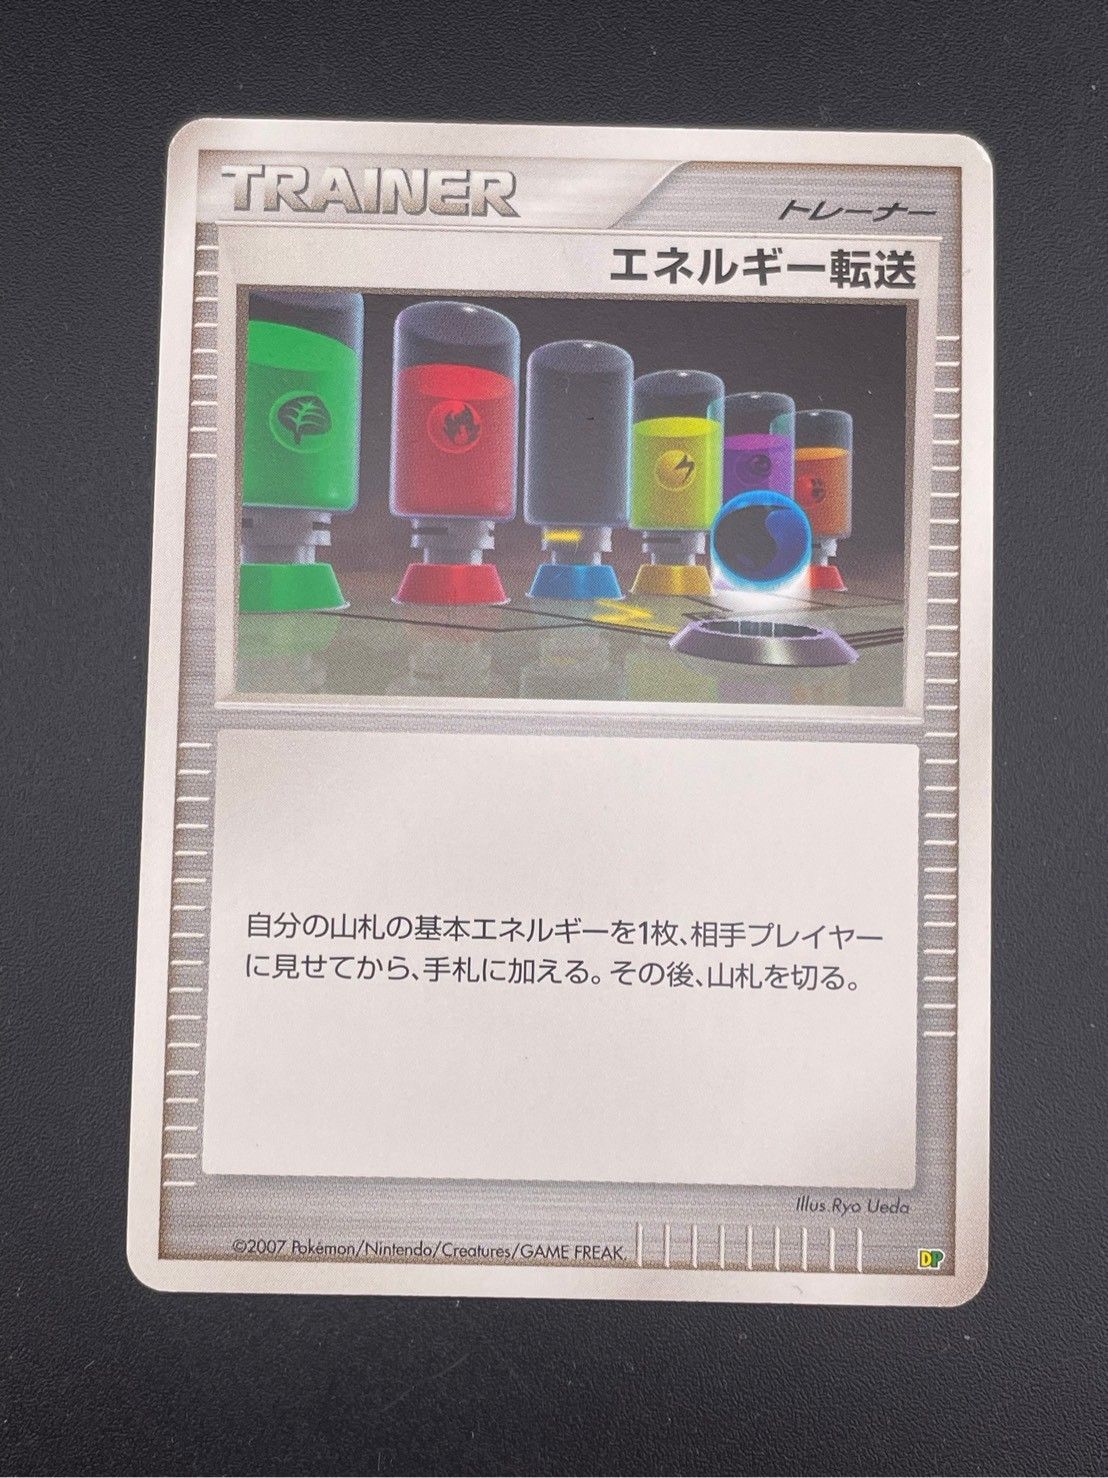 TRAINER
トレーナー
エネルギー転送
自分の山札の基本エネルギーを1枚、相手プレイヤー
に見せてから、手札に加える。その後、山札を切る。
Illus.Ryo Ueda
©2007 Pokémon/Nintendo/Creatures/GAME FREAK.
DP